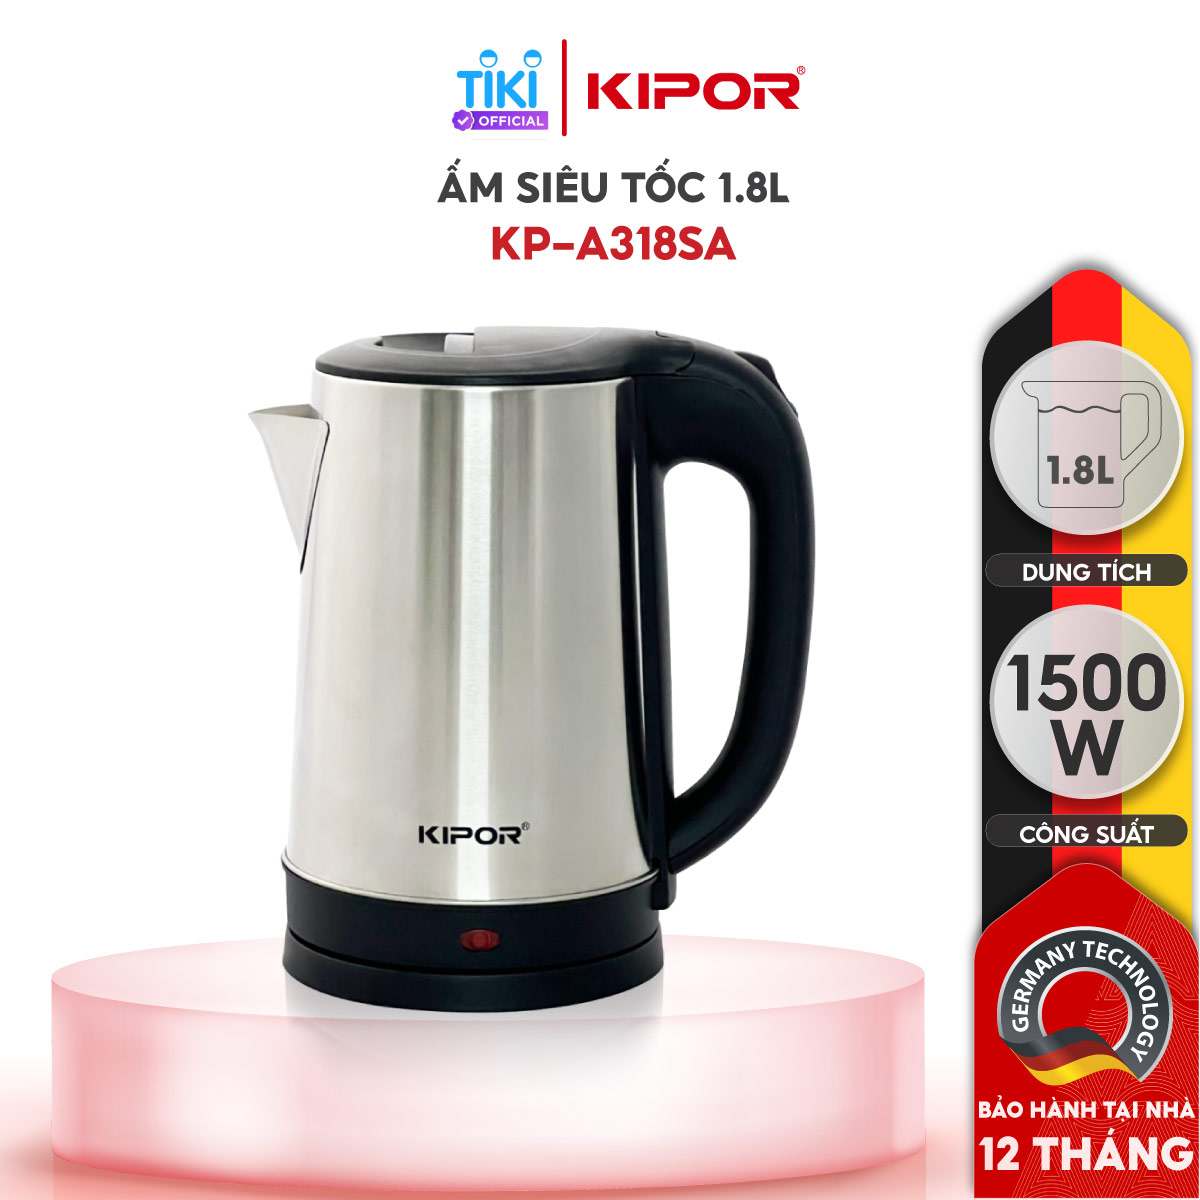 TIKI
OFFICIAL
KIPOR®
ẤM SIÊU TỐC 1.8L
KP-A318SA
1.8L
DUNG TÍCH
1500
W
CÔNG SUẤT
KIPOR®
GERMANY TECHNOLOGY
BẢO HÀNH TẠI NHÀ
12 THÁNG